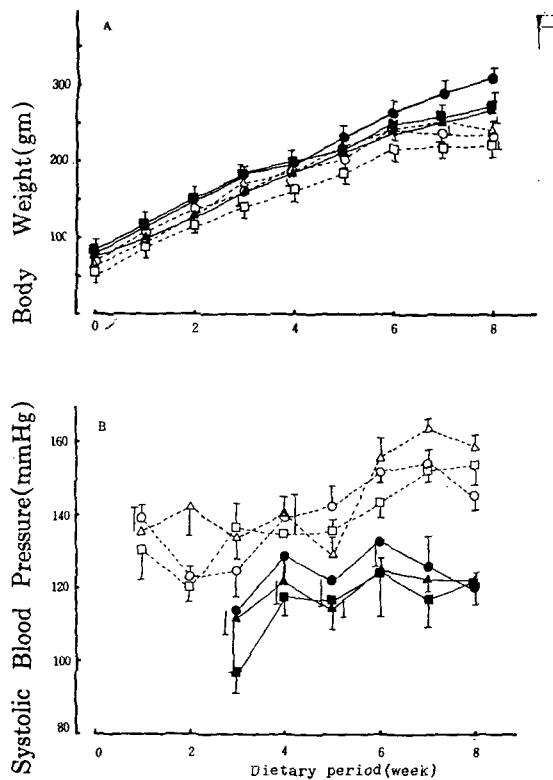 A
Body Weight(gm)
300
200
100
0 2 4 6 8
B
Systolic Blood Pressure(mmHg)
160
140
120
100
80
0 2 4 6 8
Dietary period(week)